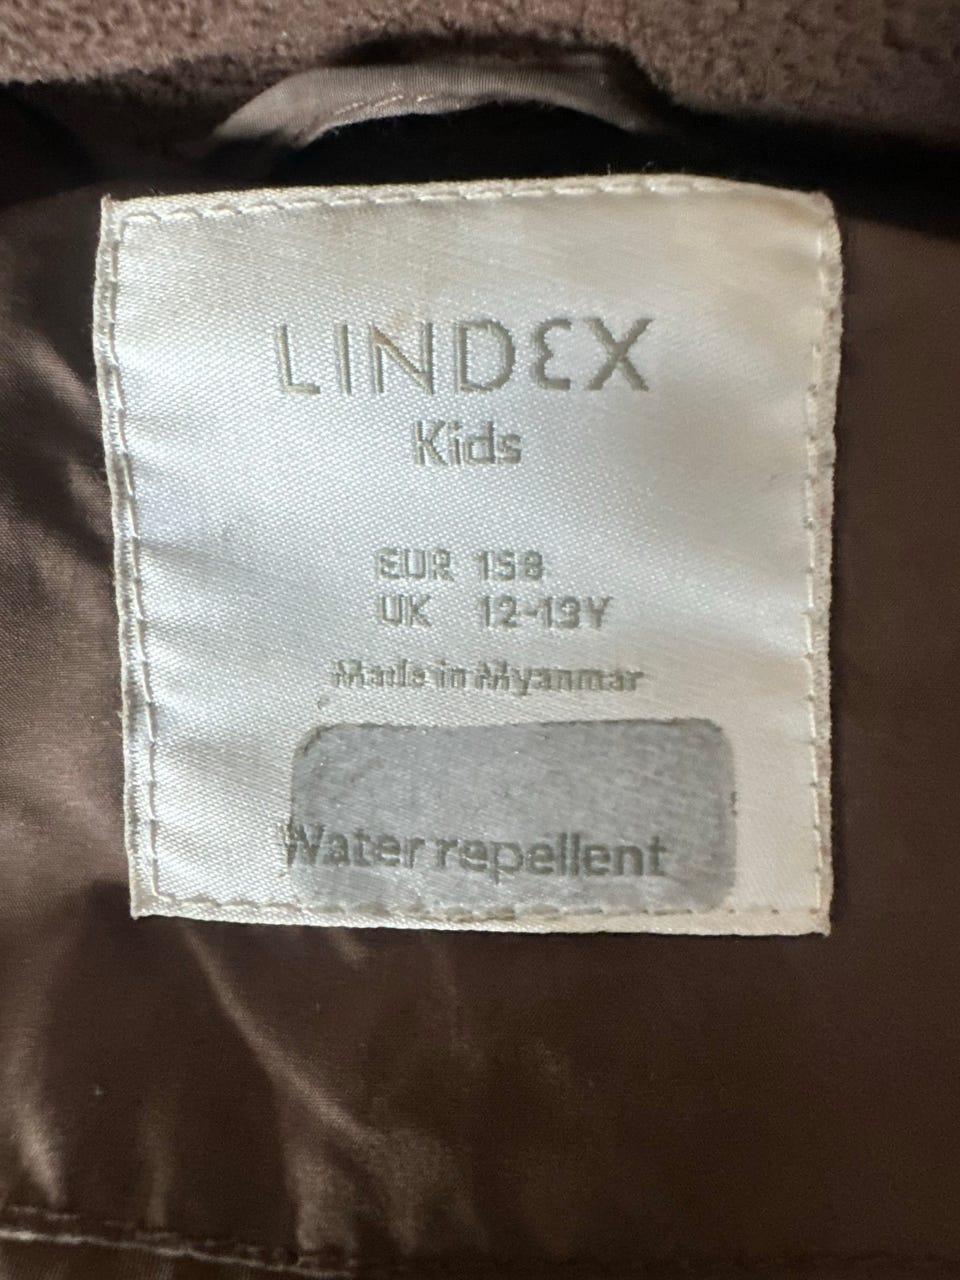 LINDEX
Kids
EUR 158
UK 12-13Y
Made in Myanmar
Water repellent